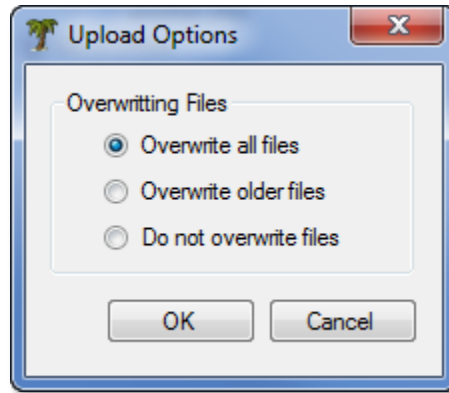 Upload Options
Overwritting Files
Overwrite all files
Overwrite older files
Do not overwrite files
OK Cancel